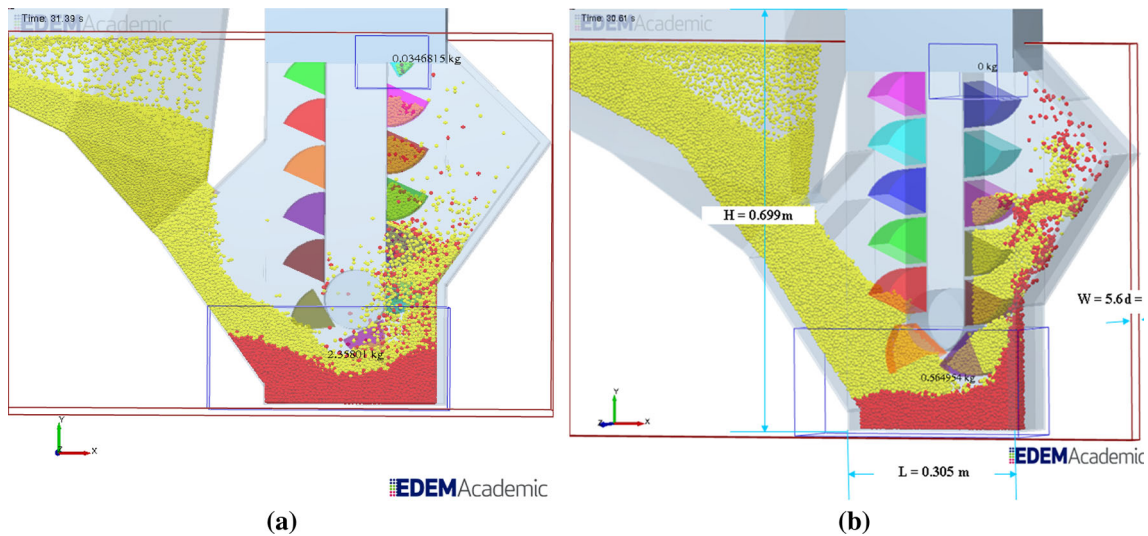 Time: 31.39 s
EDEMAcademic
0.0346815 kg
2.35801 kg
Y
X
Z
EDEMAcademic
(a)
Time: 30.61 s
EDEMAcademic
0 kg
H = 0.699m
W = 5.6d =
0.564954 kg
Y
Z
X
EDEMAcademic
L = 0.305 m
(b)